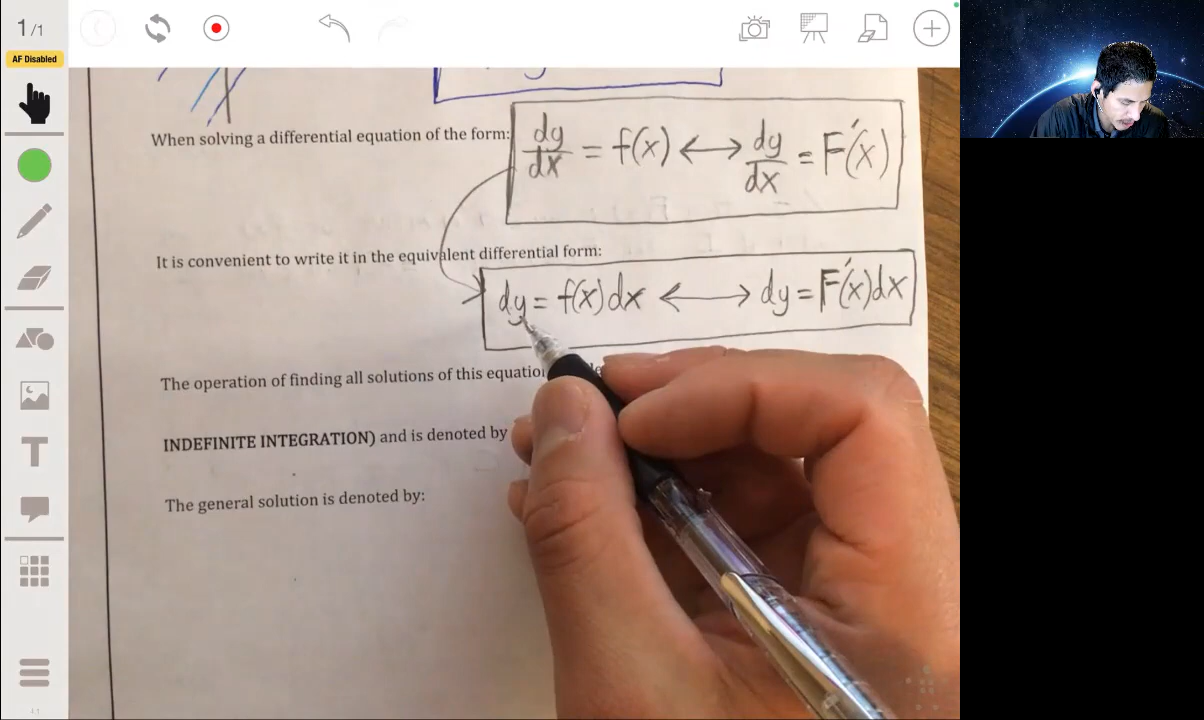 1/1
AF Disabled
When solving a differential equation of the form:
dy/dx = f(x) ⟷ dy/dx = F′(x)
It is convenient to write it in the equivalent differential form:
dy = f(x)dx ⟷ dy = F′(x)dx
The operation of finding all solutions of this equation
INDEFINITE INTEGRATION) and is denoted by
The general solution is denoted by:
T